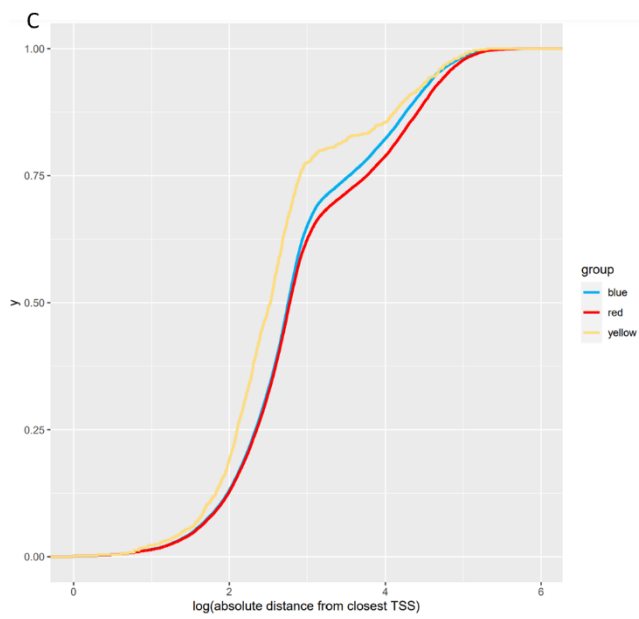 C
1.00
0.75
0.50
0.25
0.00
y
0
2
4
6
log(absolute distance from closest TSS)
group
blue
red
yellow